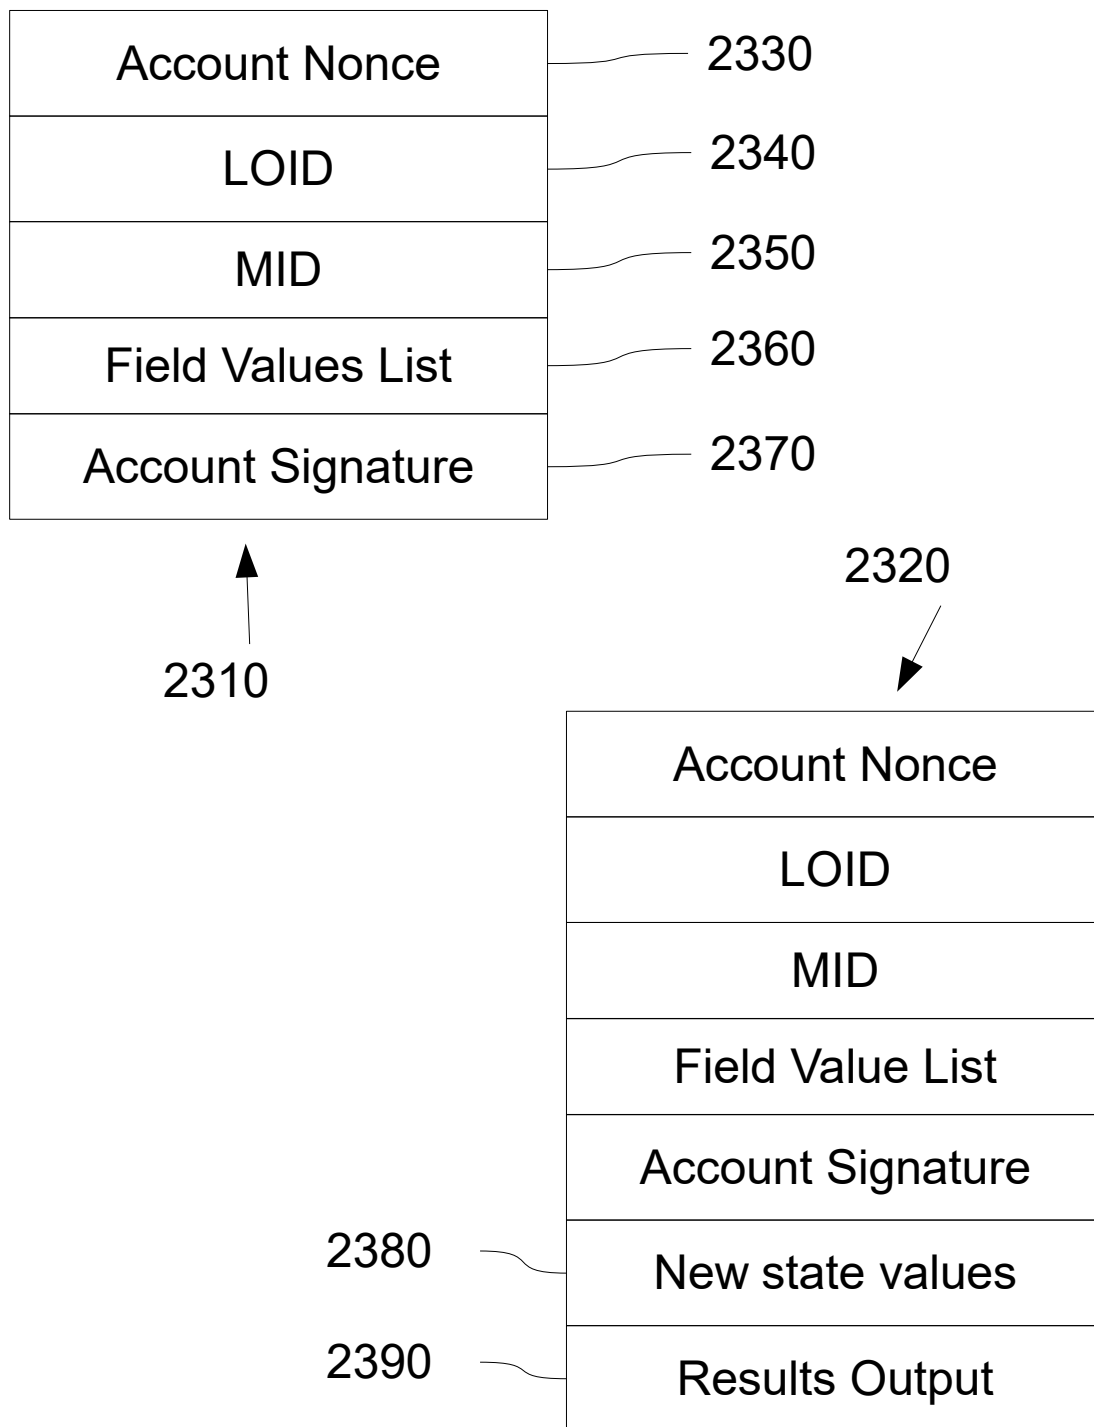 Account Nonce 2330
LOID 2340
MID 2350
Field Values List 2360
Account Signature 2370
2310
2320
Account Nonce
LOID
MID
Field Value List
Account Signature
2380 New state values
2390 Results Output